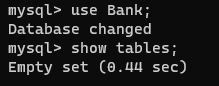 mysql> use Bank;
Database changed
mysql> show tables;
Empty set (0.44 sec)